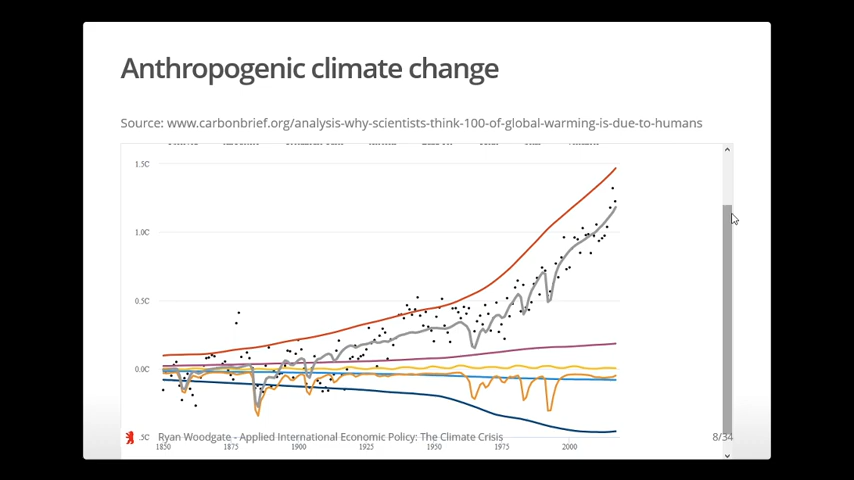 Anthropogenic climate change
Source: www.carbonbrief.org/analysis-why-scientists-think-100-of-global-warming-is-due-to-humans
1.5C
1.0C
0.5C
0.0C
.5C
Ryan Woodgate - Applied International Economic Policy: The Climate Crisis
8/34
1850 1875 1900 1925 1950 1975 2000